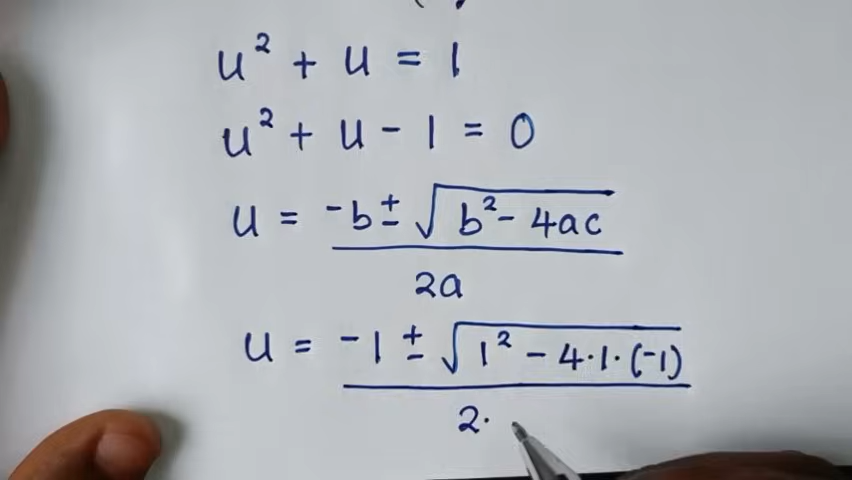 u² + u = 1
u² + u - 1 = 0
u = -b ± √(b² - 4ac) / 2a
u = -1 ± √(1² - 4·1·(-1)) / 2·